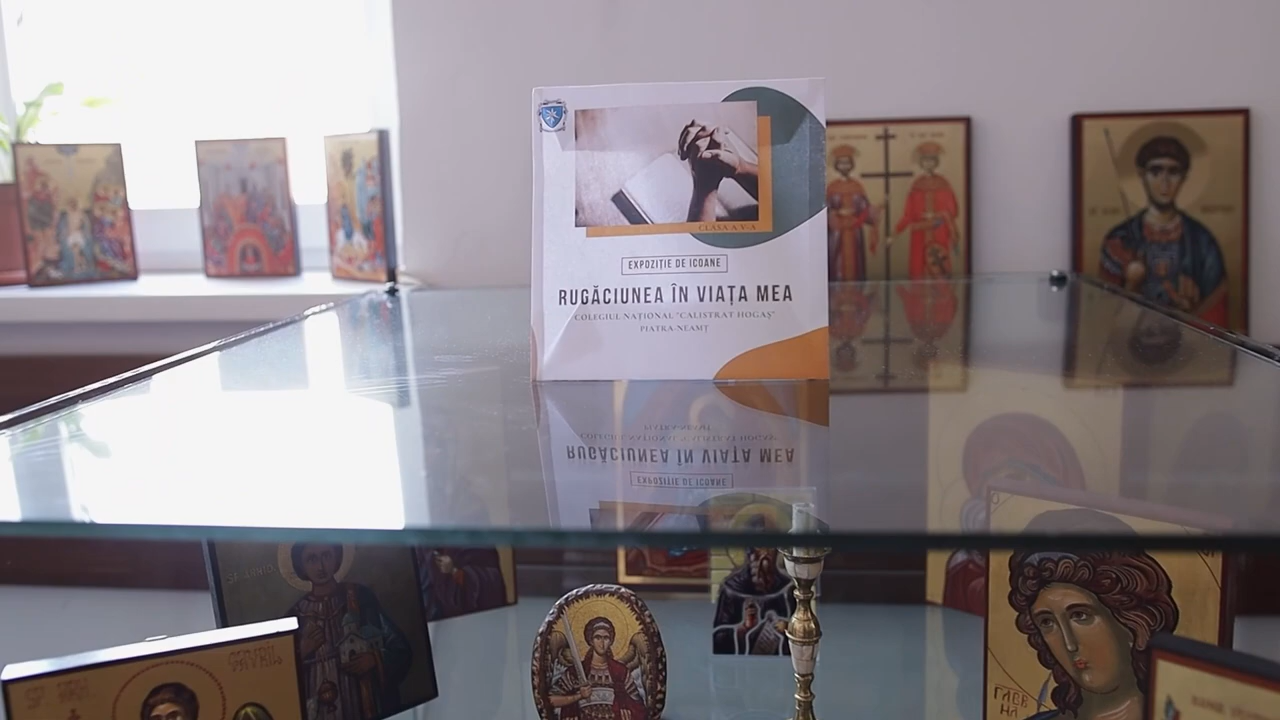 CLASA A V-A
EXPOZIȚIE DE ICOANE
RUGĂCIUNEA ÎN VIAȚA MEA
COLEGIUL NAȚIONAL "CALISTRAT HOGAȘ"
PIATRA-NEAMȚ